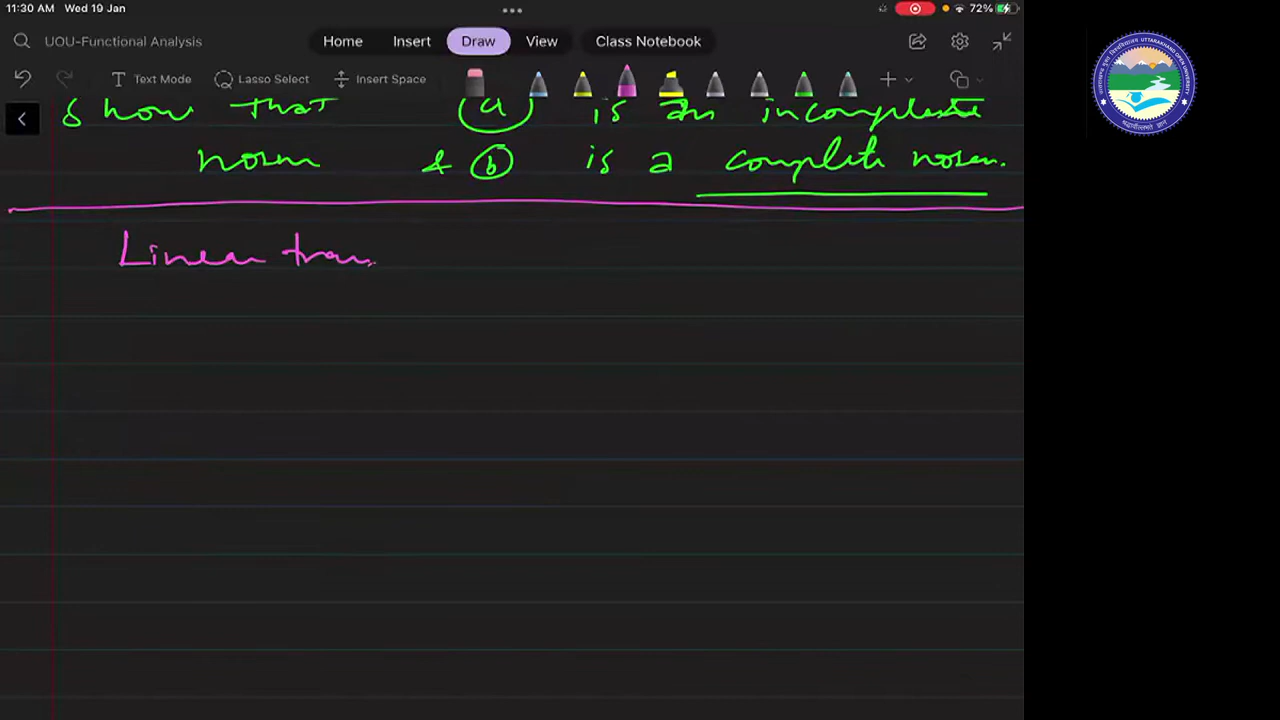 11:30 AM Wed 19 Jan
72%
UOU-Functional Analysis
Home Insert Draw View Class Notebook
Text Mode Lasso Select Insert Space
Show that (a) is an incomplete
norm & (b) is a complete norm.
Linear tran